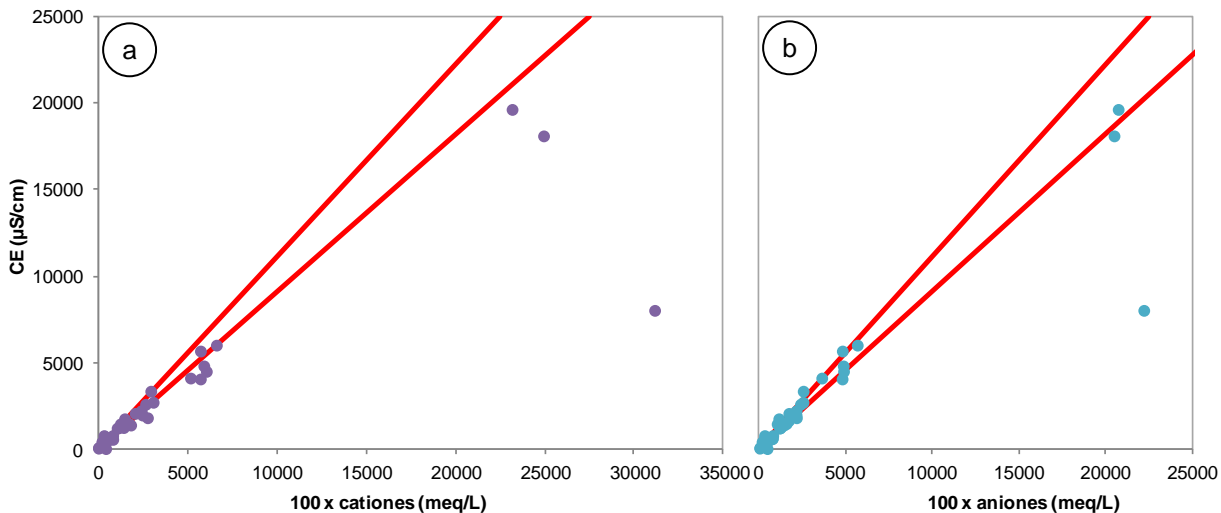 a
25000
20000
15000
10000
5000
0
CE (µS/cm)
0 5000 10000 15000 20000 25000 30000 35000
100 x cationes (meq/L)
b
0 5000 10000 15000 20000 25000
100 x aniones (meq/L)